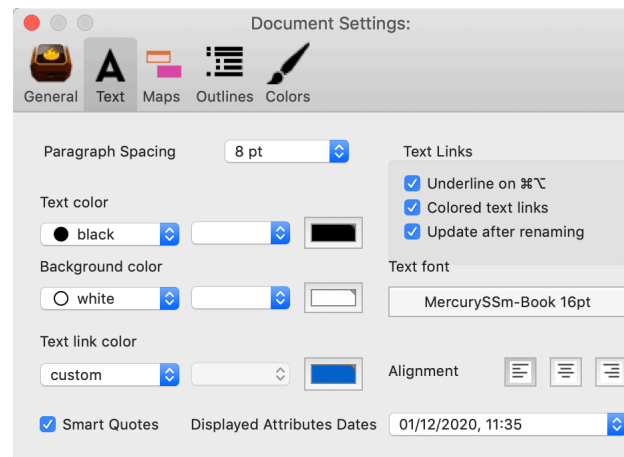 Document Settings:
General Text Maps Outlines Colors
Paragraph Spacing 8 pt
Text Links
Underline on ⌘⌥
Colored text links
Update after renaming
Text color
black
Background color
white
Text font
MercurySSm-Book 16pt
Text link color
custom
Alignment
Smart Quotes Displayed Attributes Dates 01/12/2020, 11:35